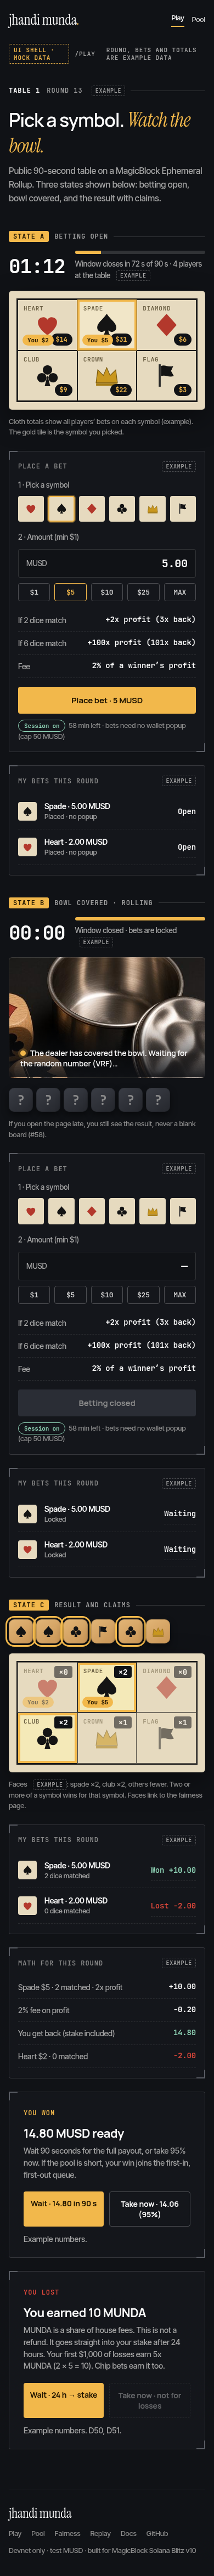 jhandi munda.
Play Pool
UI SHELL ·
MOCK DATA
/PLAY
ROUND, BETS AND TOTALS
ARE EXAMPLE DATA
TABLE 1 ROUND 13 EXAMPLE
Pick a symbol. Watch the
bowl.
Public 90-second table on a MagicBlock Ephemeral
Rollup. Three states shown below: betting open,
bowl covered, and the result with claims.
STATE A BETTING OPEN
01:12
Window closes in 72 s of 90 s · 4 players
at the table EXAMPLE
HEART SPADE DIAMOND
You $2 $14 You $5 $31 $6
CLUB CROWN FLAG
$9 $22 $3
Cloth totals show all players' bets on each symbol (example).
The gold tile is the symbol you picked.
PLACE A BET EXAMPLE
1 · Pick a symbol
2 · Amount (min $1)
MUSD 5.00
$1 $5 $10 $25 MAX
If 2 dice match +2x profit (3x back)
If 6 dice match +100x profit (101x back)
Fee 2% of a winner's profit
Place bet · 5 MUSD
Session on 58 min left · bets need no wallet popup
(cap 50 MUSD)
MY BETS THIS ROUND EXAMPLE
Spade · 5.00 MUSD
Placed · no popup
Open
Heart · 2.00 MUSD
Placed · no popup
Open
STATE B BOWL COVERED · ROLLING
00:00
Window closed · bets are locked
EXAMPLE
The dealer has covered the bowl. Waiting for
the random number (VRF)...
? ? ? ? ? ?
If you open the page late, you still see the result, never a blank
board (#58).
PLACE A BET EXAMPLE
1 · Pick a symbol
2 · Amount (min $1)
MUSD —
$1 $5 $10 $25 MAX
If 2 dice match +2x profit (3x back)
If 6 dice match +100x profit (101x back)
Fee 2% of a winner's profit
Betting closed
Session on 58 min left · bets need no wallet popup
(cap 50 MUSD)
MY BETS THIS ROUND EXAMPLE
Spade · 5.00 MUSD
Locked
Waiting
Heart · 2.00 MUSD
Locked
Waiting
STATE C RESULT AND CLAIMS
HEART ×0 SPADE ×2 DIAMOND ×0
You $2 You $5
CLUB ×2 CROWN ×1 FLAG ×1
Faces EXAMPLE : spade ×2, club ×2, others fewer. Two or
more of a symbol wins for that symbol. Faces link to the fairness
page.
MY BETS THIS ROUND EXAMPLE
Spade · 5.00 MUSD
2 dice matched
Won +10.00
Heart · 2.00 MUSD
0 dice matched
Lost -2.00
MATH FOR THIS ROUND EXAMPLE
Spade $5 · 2 matched · 2x profit +10.00
2% fee on profit -0.20
You get back (stake included) 14.80
Heart $2 · 0 matched -2.00
YOU WON
14.80 MUSD ready
Wait 90 seconds for the full payout, or take 95%
now. If the pool is short, your win joins the first-in,
first-out queue.
Wait · 14.80 in 90 s
Take now · 14.06
(95%)
Example numbers.
YOU LOST
You earned 10 MUNDA
MUNDA is a share of house fees. This is not a
refund. It goes straight into your stake after 24
hours. Your first $1,000 of losses earn 5x
MUNDA (2 × 5 = 10). Chip bets earn it too.
Wait · 24 h → stake
Take now · not for
losses
Example numbers. D50, D51.
jhandi munda
Play Pool Fairness Replay Docs GitHub
Devnet only · test MUSD · built for MagicBlock Solana Blitz v10